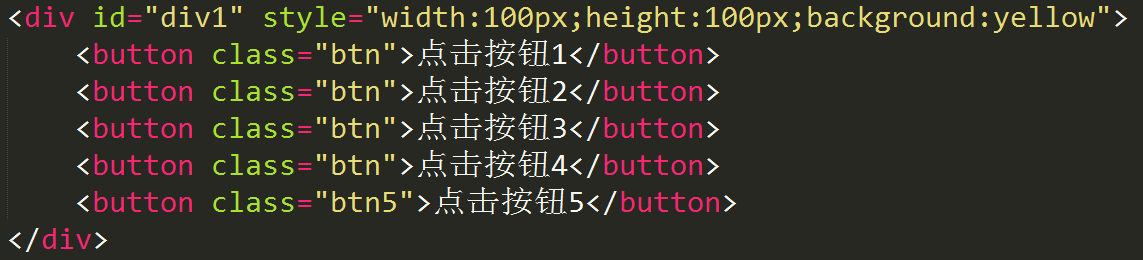 <div id="div1" style="width:100px;height:100px;background:yellow">
    <button class="btn">点击按钮1</button>
    <button class="btn">点击按钮2</button>
    <button class="btn">点击按钮3</button>
    <button class="btn">点击按钮4</button>
    <button class="btn5">点击按钮5</button>
</div>